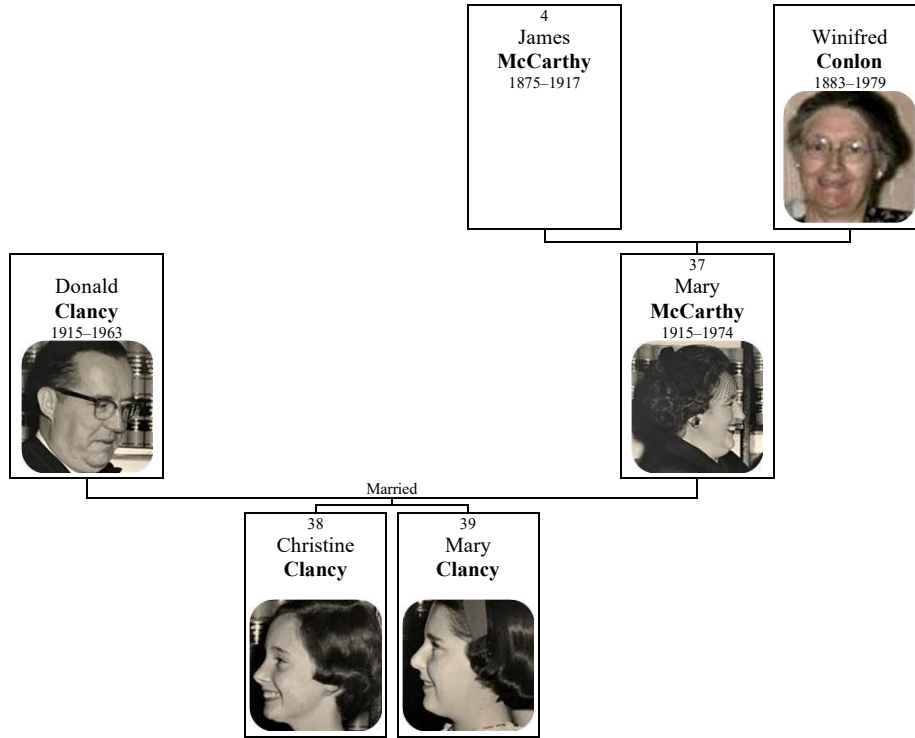 4
James
McCarthy
1875–1917
Winifred
Conlon
1883–1979
Donald
Clancy
1915–1963
37
Mary
McCarthy
1915–1974
Married
38
Christine
Clancy
39
Mary
Clancy